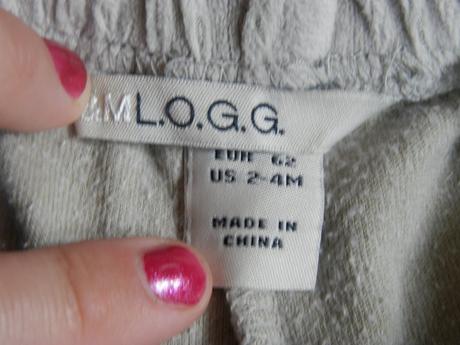 &M L.O.G.G.
EUR 62
US 2-4M
MADE IN
CHINA